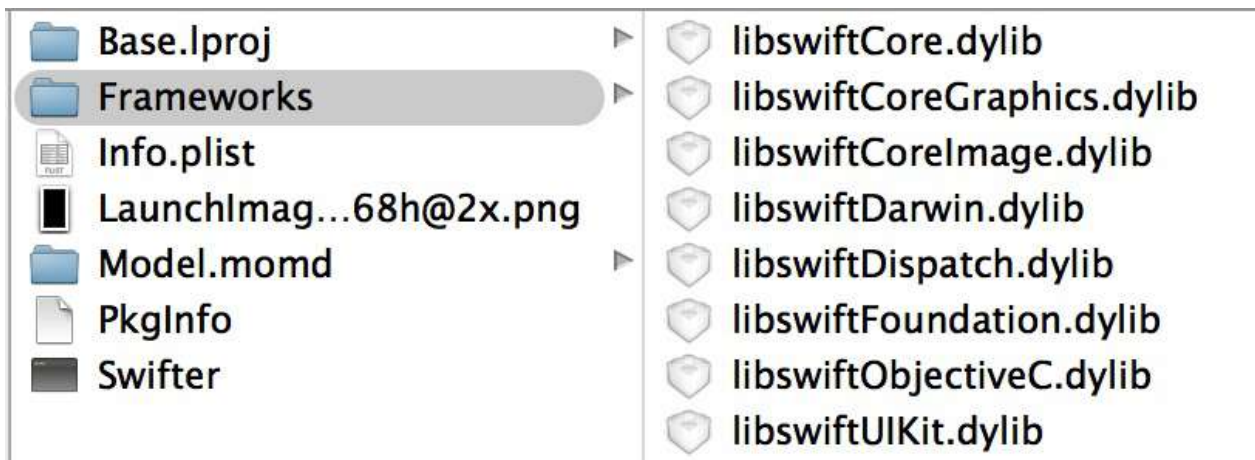 Base.lproj
Frameworks
Info.plist
LaunchImag...68h@2x.png
Model.momd
PkgInfo
Swifter
libswiftCore.dylib
libswiftCoreGraphics.dylib
libswiftCoreImage.dylib
libswiftDarwin.dylib
libswiftDispatch.dylib
libswiftFoundation.dylib
libswiftObjectiveC.dylib
libswiftUIKit.dylib